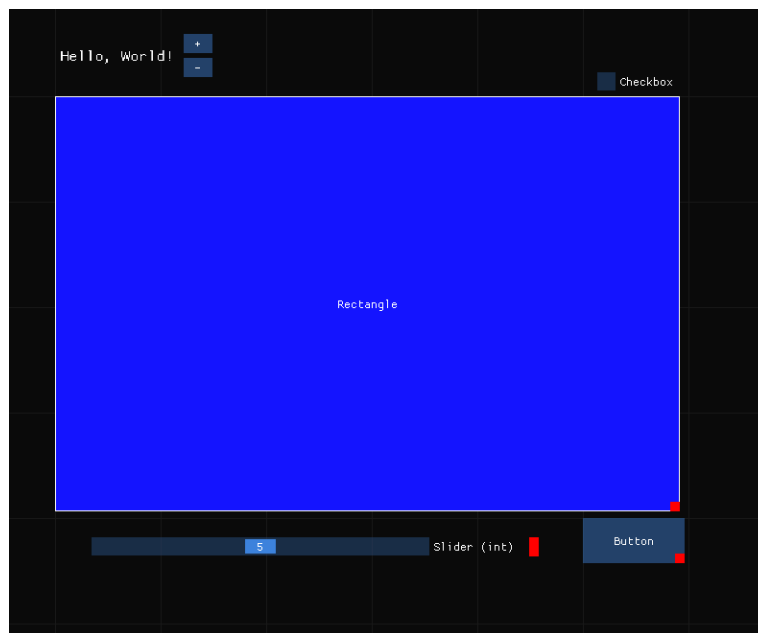 +
Hello, World!
-
Checkbox
Rectangle
Button
5 Slider (int)